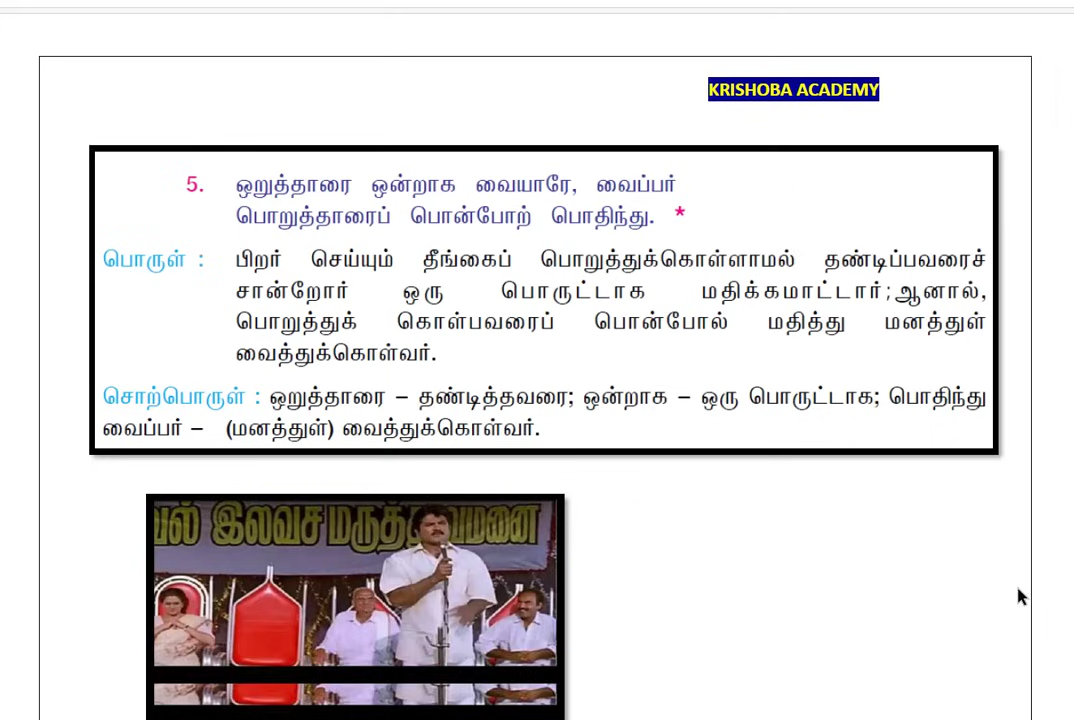 KRISHOBA ACADEMY
5. ஒறுத்தாரை ஒன்றாக வையாரே, வைப்பர்
பொறுத்தாரைப் பொன்போற் பொதிந்து. *
பொருள் : பிறர் செய்யும் தீங்கைப் பொறுத்துக்கொள்ளாமல் தண்டிப்பவரைச்
சான்றோர் ஒரு பொருட்டாக மதிக்கமாட்டார்; ஆனால்,
பொறுத்துக் கொள்பவரைப் பொன்போல் மதித்து மனத்துள்
வைத்துக்கொள்வர்.
சொற்பொருள் : ஒறுத்தாரை – தண்டித்தவரை; ஒன்றாக – ஒரு பொருட்டாக; பொதிந்து
வைப்பர் – (மனத்துள்) வைத்துக்கொள்வர்.
இலவச